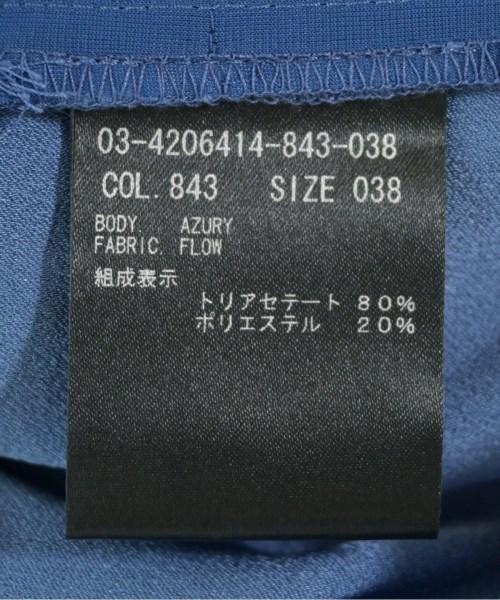 03-4206414-843-038
COL. 843 SIZE 038
BODY. AZURY
FABRIC. FLOW
組成表示
トリアセテート 80%
ポリエステル 20%